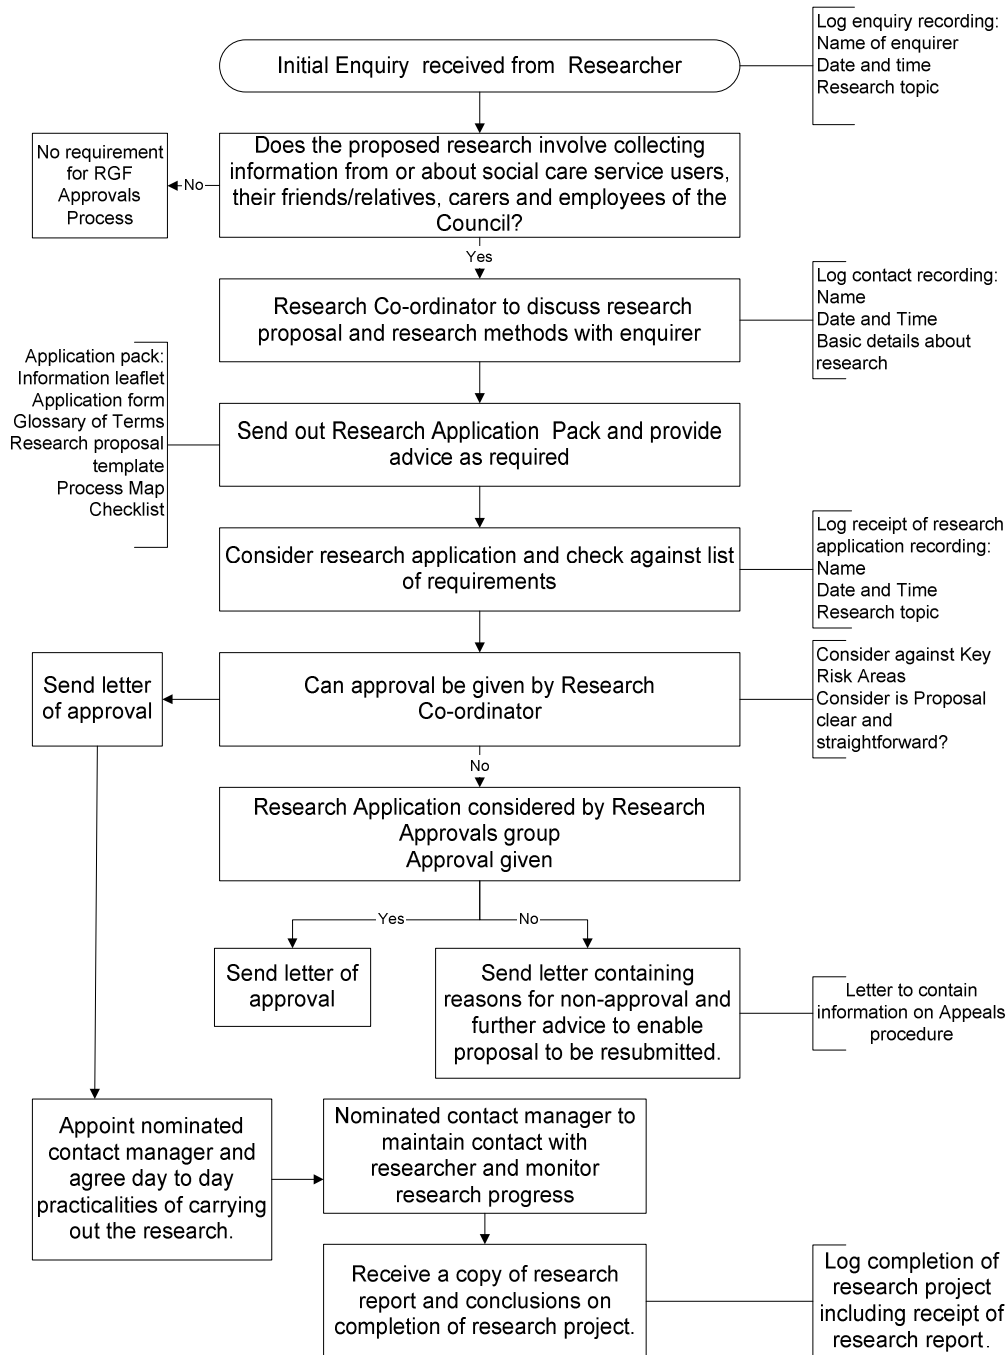 Initial Enquiry received from Researcher
Log enquiry recording:
Name of enquirer
Date and time
Research topic
Does the proposed research involve collecting
information from or about social care service users,
their friends/relatives, carers and employees of the
Council?
No
No requirement
for RGF
Approvals
Process
Yes
Research Co-ordinator to discuss research
proposal and research methods with enquirer
Log contact recording:
Name
Date and Time
Basic details about
research
Application pack:
Information leaflet
Application form
Glossary of Terms
Research proposal
template
Process Map
Checklist
Send out Research Application Pack and provide
advice as required
Consider research application and check against list
of requirements
Log receipt of research
application recording:
Name
Date and Time
Research topic
Can approval be given by Research
Co-ordinator
Consider against Key
Risk Areas
Consider is Proposal
clear and
straightforward?
Send letter
of approval
No
Research Application considered by Research
Approvals group
Approval given
Yes
No
Send letter of
approval
Send letter containing
reasons for non-approval and
further advice to enable
proposal to be resubmitted.
Letter to contain
information on Appeals
procedure
Appoint nominated
contact manager and
agree day to day
practicalities of carrying
out the research.
Nominated contact manager to
maintain contact with
researcher and monitor
research progress
Receive a copy of research
report and conclusions on
completion of research project.
Log completion of
research project
including receipt of
research report.